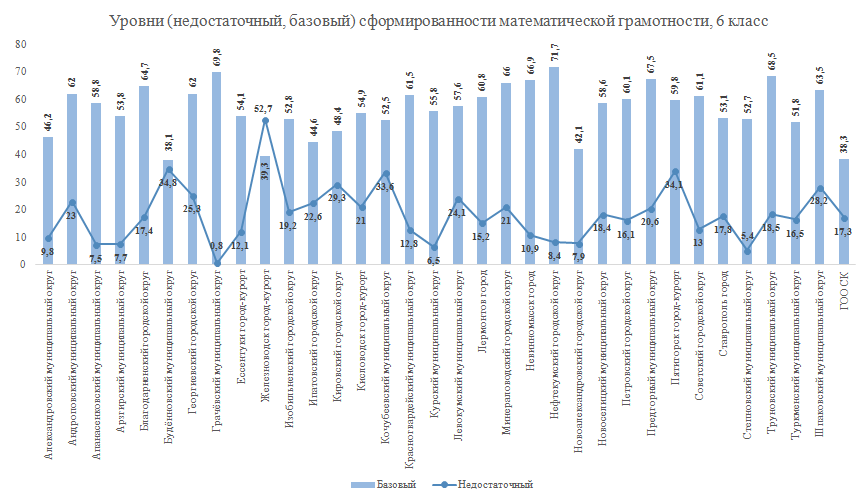 Уровни (недостаточный, базовый) сформированности математической грамотности, 6 класс
80
70
60
50
40
30
20
10
0
46,2
62
58,8
53,8
64,7
38,1
62
69,8
54,1
39,3
52,8
44,6
48,4
54,9
52,5
61,5
55,8
57,6
60,8
66
66,9
71,7
42,1
58,6
60,1
67,5
59,8
61,1
53,1
52,7
68,5
51,8
63,5
38,3
9,8
23
7,5
7,7
17,4
34,8
25,3
0,8
12,1
52,7
19,2
22,6
29,3
21
33,6
12,8
6,5
24,1
15,2
21
10,9
8,4
7,9
18,4
16,1
20,6
34,1
13
17,8
5,4
18,5
16,5
28,2
17,3
Александровский муниципальный округ
Андроповский муниципальный округ
Апанасенковский муниципальный округ
Арзгирский муниципальный округ
Благодарненский городской округ
Будённовский муниципальный округ
Георгиевский городской округ
Грачёвский муниципальный округ
Ессентуки город-курорт
Железноводск город-курорт
Изобильненский городской округ
Ипатовский городской округ
Кировский городской округ
Кисловодск город-курорт
Кочубеевский муниципальный округ
Красногвардейский муниципальный округ
Курский муниципальный округ
Левокумский муниципальный округ
Лермонтов город
Минераловодский городской округ
Невинномысск город
Нефтекумский городской округ
Новоалександровский городской округ
Новоселицкий муниципальный округ
Петровский городской округ
Предгорный муниципальный округ
Пятигорск город-курорт
Советский городской округ
Ставрополь город
Степновский муниципальный округ
Труновский муниципальный округ
Туркменский муниципальный округ
Шпаковский муниципальный округ
ГОО СК
Базовый
Недостаточный